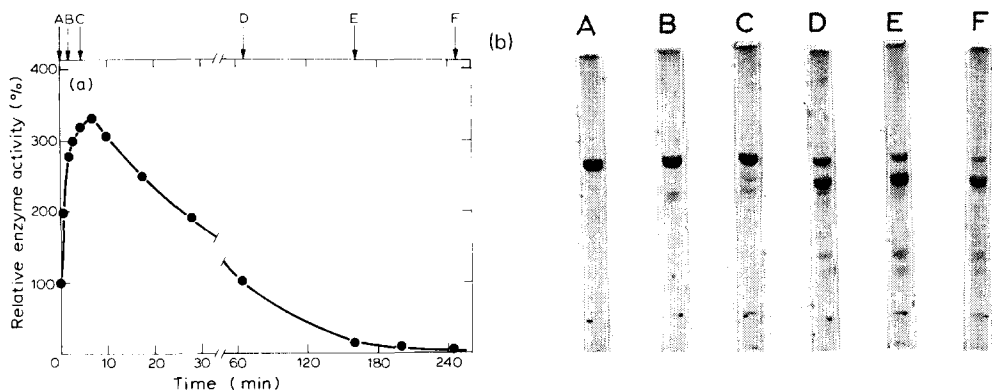 A B C D E F
(a)
400
300
200
100
0
Relative enzyme activity (%)
0 10 20 30 60 120 180 240
Time (min)
(b)
A B C D E F